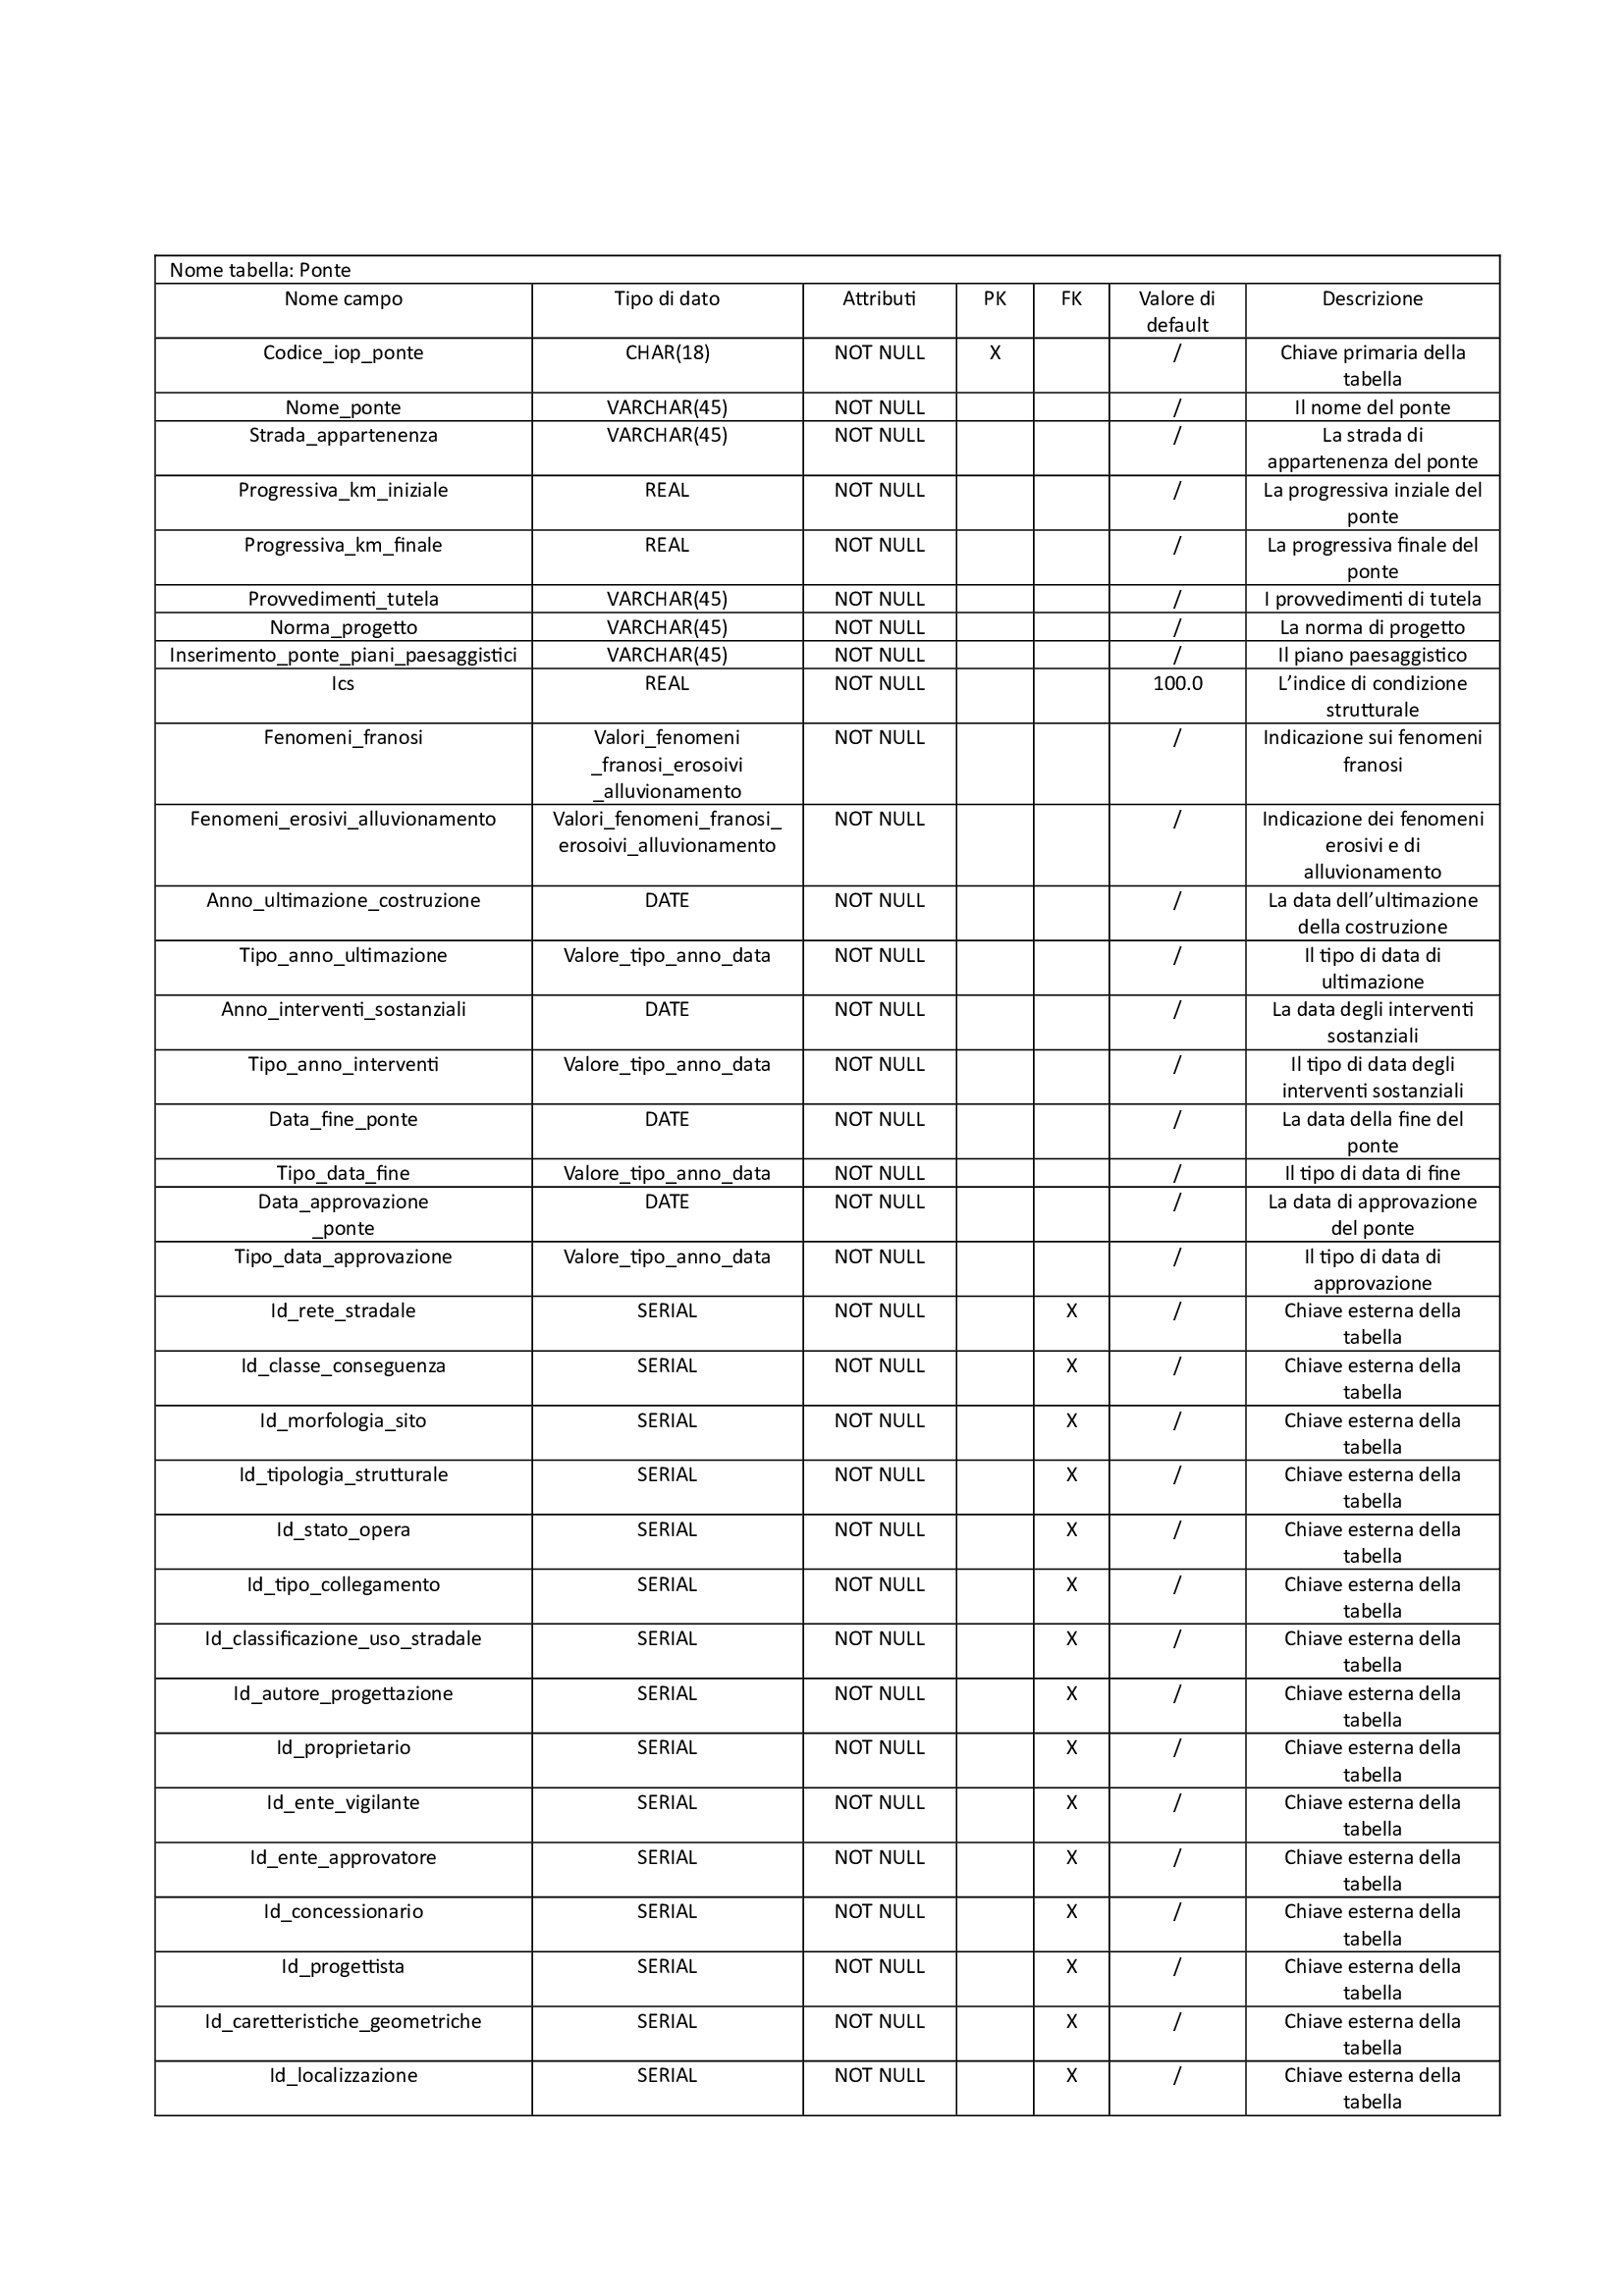 Nome tabella: Ponte
Nome campo Tipo di dato Attributi PK FK Valore di default Descrizione
Codice_iop_ponte CHAR(18) NOT NULL X / Chiave primaria della tabella
Nome_ponte VARCHAR(45) NOT NULL / Il nome del ponte
Strada_appartenenza VARCHAR(45) NOT NULL / La strada di appartenenza del ponte
Progressiva_km_iniziale REAL NOT NULL / La progressiva inziale del ponte
Progressiva_km_finale REAL NOT NULL / La progressiva finale del ponte
Provvedimenti_tutela VARCHAR(45) NOT NULL / I provvedimenti di tutela
Norma_progetto VARCHAR(45) NOT NULL / La norma di progetto
Inserimento_ponte_piani_paesaggistici VARCHAR(45) NOT NULL / Il piano paesaggistico
Ics REAL NOT NULL 100.0 L’indice di condizione strutturale
Fenomeni_franosi Valori_fenomeni _franosi_erosoivi _alluvionamento NOT NULL / Indicazione sui fenomeni franosi
Fenomeni_erosivi_alluvionamento Valori_fenomeni_franosi_ erosoivi_alluvionamento NOT NULL / Indicazione dei fenomeni erosivi e di alluvionamento
Anno_ultimazione_costruzione DATE NOT NULL / La data dell’ultimazione della costruzione
Tipo_anno_ultimazione Valore_tipo_anno_data NOT NULL / Il tipo di data di ultimazione
Anno_interventi_sostanziali DATE NOT NULL / La data degli interventi sostanziali
Tipo_anno_interventi Valore_tipo_anno_data NOT NULL / Il tipo di data degli interventi sostanziali
Data_fine_ponte DATE NOT NULL / La data della fine del ponte
Tipo_data_fine Valore_tipo_anno_data NOT NULL / Il tipo di data di fine
Data_approvazione _ponte DATE NOT NULL / La data di approvazione del ponte
Tipo_data_approvazione Valore_tipo_anno_data NOT NULL / Il tipo di data di approvazione
Id_rete_stradale SERIAL NOT NULL X / Chiave esterna della tabella
Id_classe_conseguenza SERIAL NOT NULL X / Chiave esterna della tabella
Id_morfologia_sito SERIAL NOT NULL X / Chiave esterna della tabella
Id_tipologia_strutturale SERIAL NOT NULL X / Chiave esterna della tabella
Id_stato_opera SERIAL NOT NULL X / Chiave esterna della tabella
Id_tipo_collegamento SERIAL NOT NULL X / Chiave esterna della tabella
Id_classificazione_uso_stradale SERIAL NOT NULL X / Chiave esterna della tabella
Id_autore_progettazione SERIAL NOT NULL X / Chiave esterna della tabella
Id_proprietario SERIAL NOT NULL X / Chiave esterna della tabella
Id_ente_vigilante SERIAL NOT NULL X / Chiave esterna della tabella
Id_ente_approvatore SERIAL NOT NULL X / Chiave esterna della tabella
Id_concessionario SERIAL NOT NULL X / Chiave esterna della tabella
Id_progettista SERIAL NOT NULL X / Chiave esterna della tabella
Id_caretteristiche_geometriche SERIAL NOT NULL X / Chiave esterna della tabella
Id_localizzazione SERIAL NOT NULL X / Chiave esterna della tabella